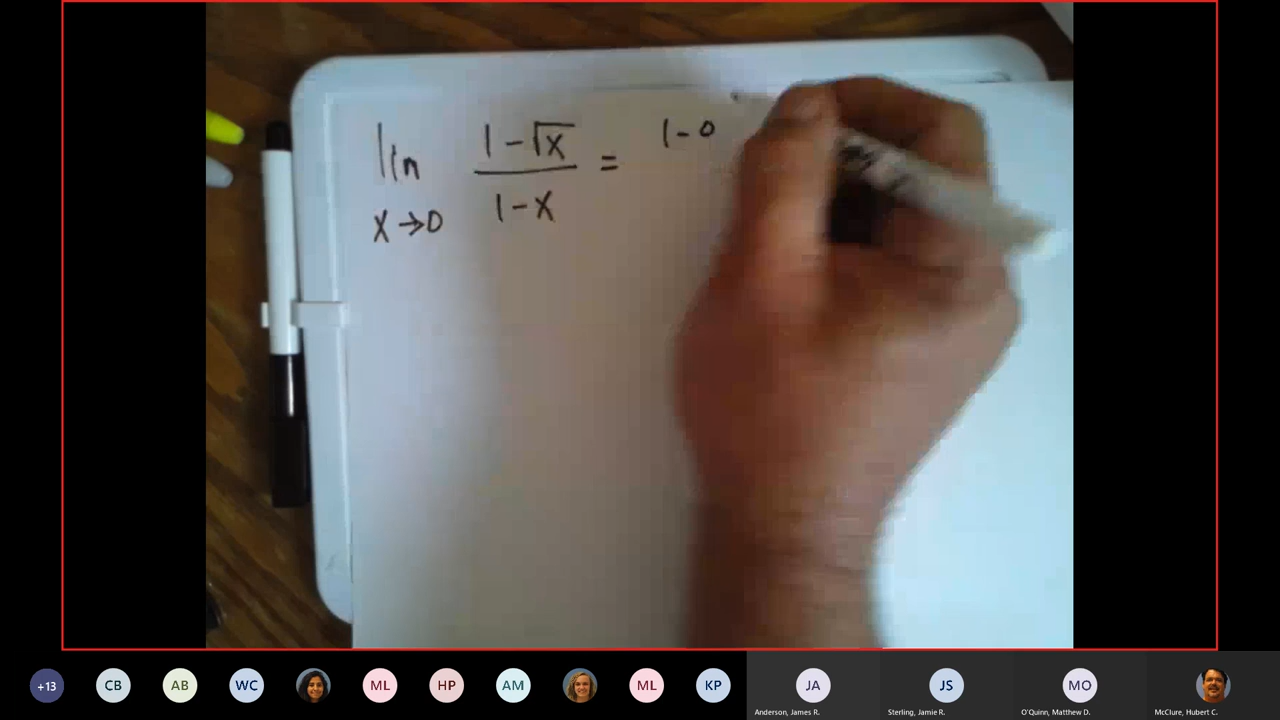 lim 1-√x / 1-x = 1-0
x→0
+13 CB AB WC ML HP AM ML KP JA JS MO
Anderson, James R. Sterling, Jamie R. O'Quinn, Matthew D. McClure, Hubert C.